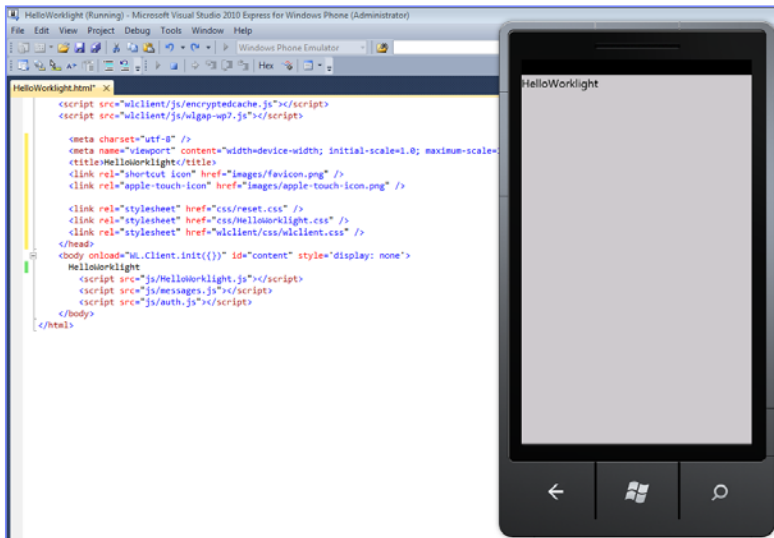 HelloWorklight (Running) - Microsoft Visual Studio 2010 Express for Windows Phone (Administrator)
File Edit View Project Debug Tools Window Help
Windows Phone Emulator
Hex
HelloWorklight.html*
<script src="wlclient/js/encryptedcache.js"></script>
<script src="wlclient/js/wlgap-wp7.js"></script>
<meta charset="utf-8" />
<meta name="viewport" content="width=device-width; initial-scale=1.0; maximum-scale=
<title>HelloWorklight</title>
<link rel="shortcut icon" href="images/favicon.png" />
<link rel="apple-touch-icon" href="images/apple-touch-icon.png" />
<link rel="stylesheet" href="css/reset.css" />
<link rel="stylesheet" href="css/HelloWorklight.css" />
<link rel="stylesheet" href="wlclient/css/wlclient.css" />
</head>
<body onload="WL.Client.init({})" id="content" style='display: none'>
HelloWorklight
<script src="js/HelloWorklight.js"></script>
<script src="js/messages.js"></script>
<script src="js/auth.js"></script>
</body>
</html>
HelloWorklight